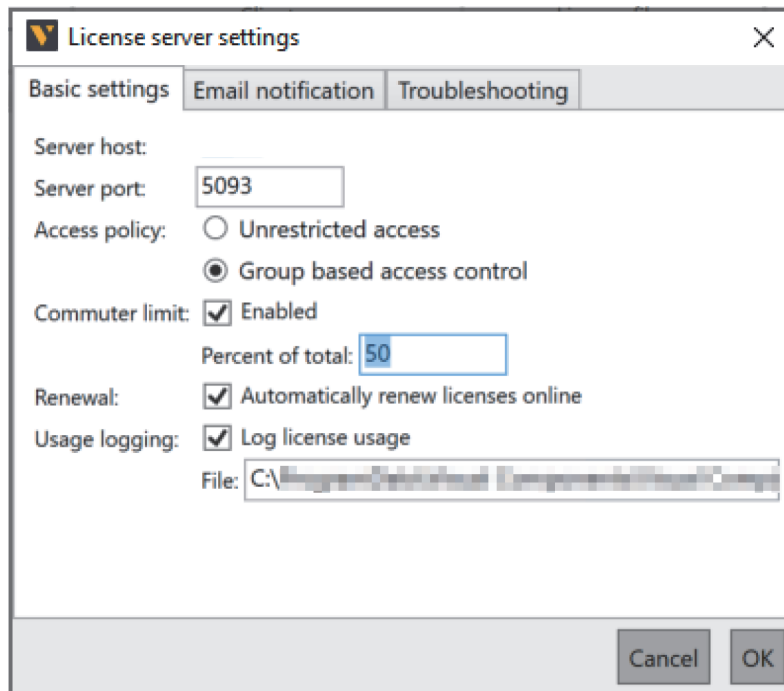 License server settings
Basic settings Email notification Troubleshooting
Server host:
Server port: 5093
Access policy: Unrestricted access
Group based access control
Commuter limit: Enabled
Percent of total: 50
Renewal: Automatically renew licenses online
Usage logging: Log license usage
File: C:\
Cancel OK